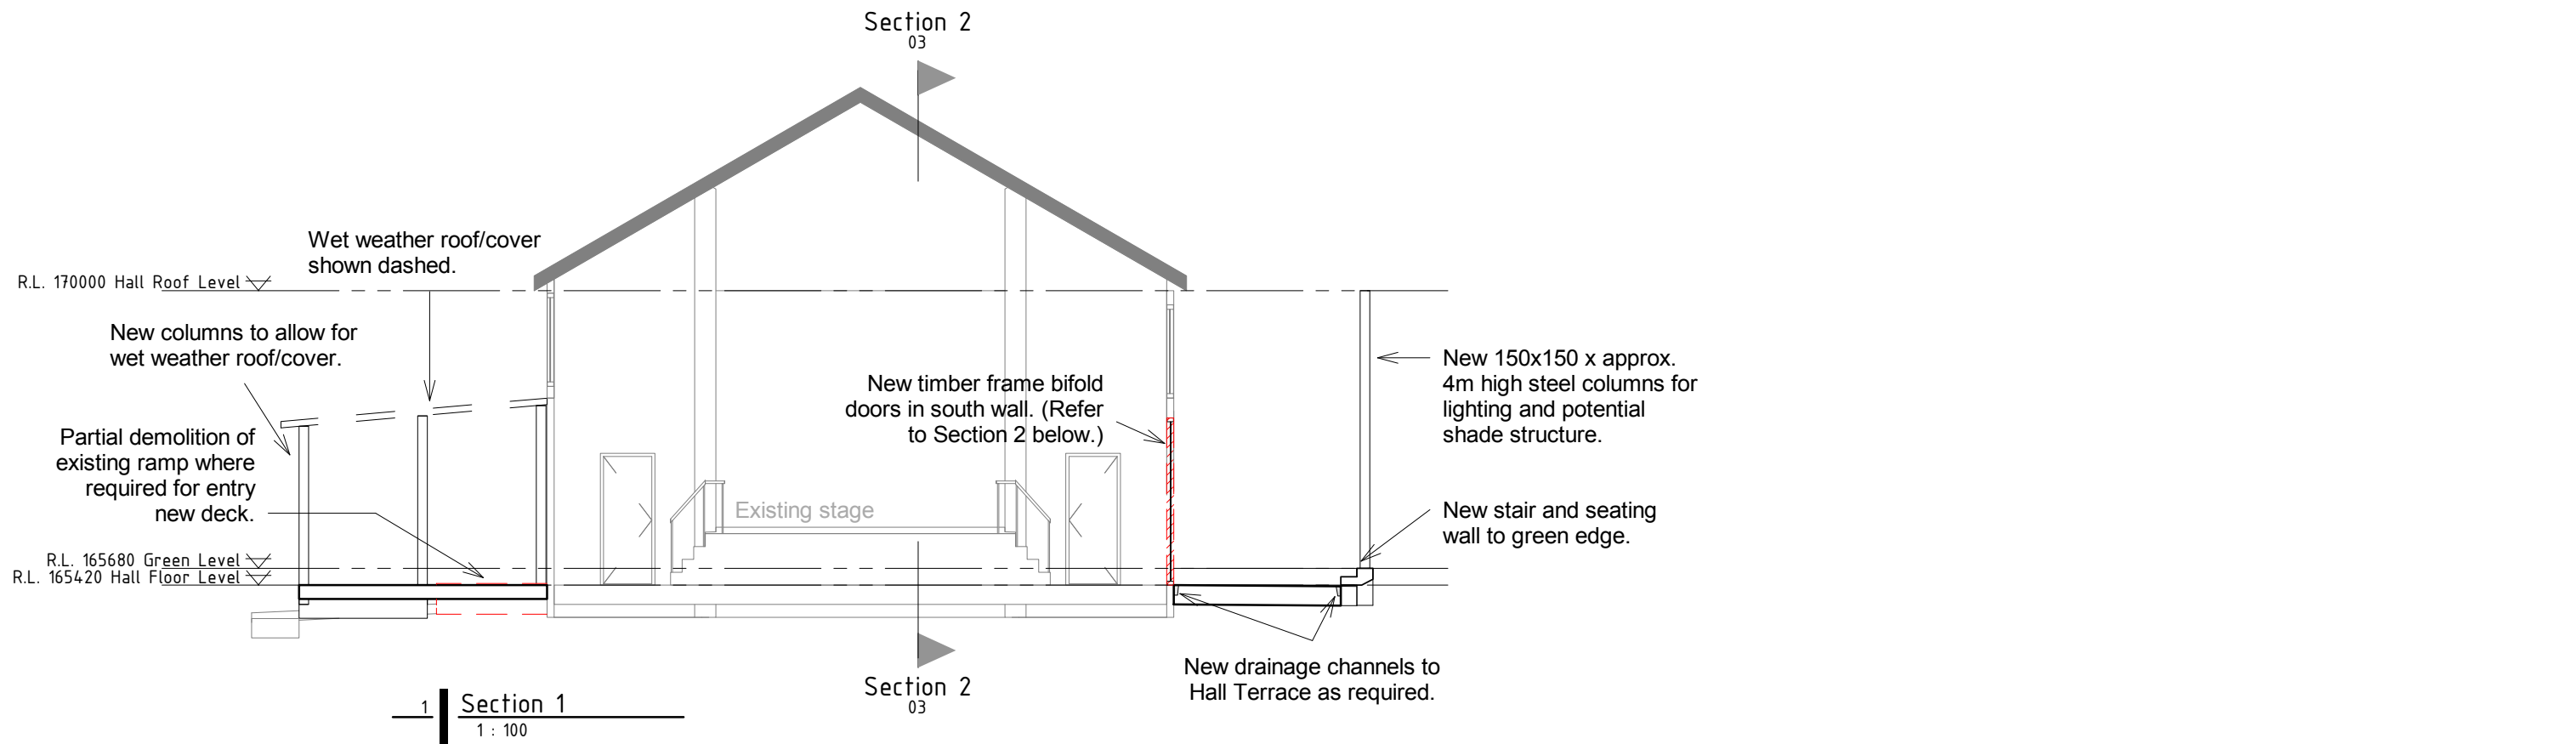 Section 2
03
Wet weather roof/cover
shown dashed.
R.L. 170000 Hall Roof Level
New columns to allow for
wet weather roof/cover.
New 150x150 x approx.
4m high steel columns for
lighting and potential
shade structure.
New timber frame bifold
doors in south wall. (Refer
to Section 2 below.)
Partial demolition of
existing ramp where
required for entry
new deck.
Existing stage
New stair and seating
wall to green edge.
R.L. 165680 Green Level
R.L. 165420 Hall Floor Level
New drainage channels to
Hall Terrace as required.
Section 2
03
1
Section 1
1 : 100